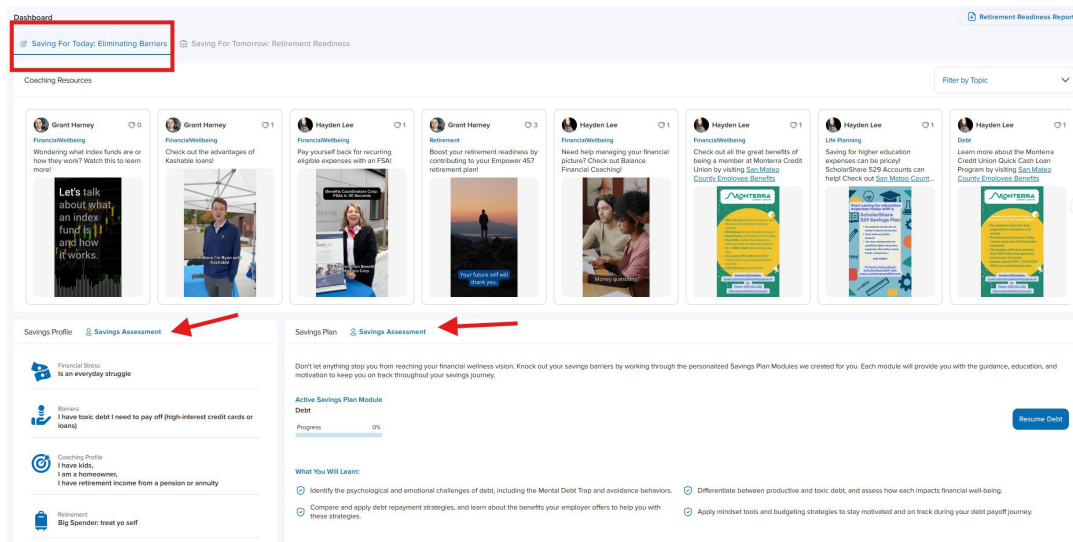 Dashboard
Retirement Readiness Report
Saving For Today: Eliminating Barriers
Saving For Tomorrow: Retirement Readiness
Coaching Resources
Filter by Topic
Grant Harney
0
FinancialWellbeing
Wondering what index funds are or
how they work? Watch this to learn
more!
Let's talk
about what
an index
fund is
and how
it works.
Grant Harney
1
FinancialWellbeing
Check out the advantages of
Kashable loans!
Hayden Lee
1
FinancialWellbeing
Pay yourself back for recurring
eligible expenses with an FSA!
Benefits Coordinators Corp.
FSAs in 30 Seconds
Grant Harney
3
Retirement
Boost your retirement readiness by
contributing to your Empower 457
retirement plan!
Your future self will
thank you.
Hayden Lee
1
FinancialWellbeing
Need help managing your financial
picture? Check out Balance
Financial Coaching!
Money questions?
Hayden Lee
1
FinancialWellbeing
Check out all the great benefits of
being a member at Monterra Credit
Union by visiting San Mateo
County Employee Benefits
MONTERRA
Hayden Lee
1
Life Planning
Saving for higher education
expenses can be pricey!
ScholarShare 529 Accounts can
help! Check out San Mateo Count...
Start saving for education
expenses today with a
ScholarShare
529 Savings Plan
Hayden Lee
1
Debt
Learn more about the Monterra
Credit Union Quick Cash Loan
Program by visiting San Mateo
County Employee Benefits
MONTERRA
Savings Profile
Savings Assessment
Financial Stress
Is an everyday struggle
Barriers
I have toxic debt I need to pay off (high-interest credit cards or
loans)
Coaching Profile
I have kids,
I am a homeowner,
I have retirement income from a pension or annuity
Retirement
Big Spender: treat yo self
Savings Plan
Savings Assessment
Don't let anything stop you from reaching your financial wellness vision. Knock out your savings barriers by working through the personalized Savings Plan Modules we created for you. Each module will provide you with the guidance, education, and
motivation to keep you on track throughout your savings journey.
Active Savings Plan Module
Debt
Progress
0%
Resume Debt
What You Will Learn:
Identify the psychological and emotional challenges of debt, including the Mental Debt Trap and avoidance behaviors.
Differentiate between productive and toxic debt, and assess how each impacts financial well-being.
Compare and apply debt repayment strategies, and learn about the benefits your employer offers to help you with
these strategies.
Apply mindset tools and budgeting strategies to stay motivated and on track during your debt payoff journey.